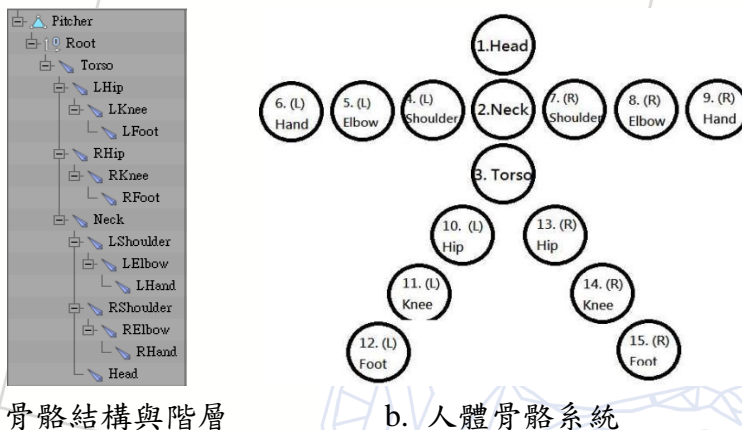 Pitcher
Root
Torso
LHip
LKnee
LFoot
RHip
RKnee
RFoot
Neck
LShoulder
LElbow
LHand
RShoulder
RElbow
RHand
Head
1.Head
6. (L)
Hand
5. (L)
Elbow
4. (L)
Shoulder
2.Neck
7. (R)
Shoulder
8. (R)
Elbow
9. (R)
Hand
3. Torso
10. (L)
Hip
13. (R)
Hip
11. (L)
Knee
14. (R)
Knee
12. (L)
Foot
15. (R)
Foot
骨骼結構與階層
b. 人體骨骼系統